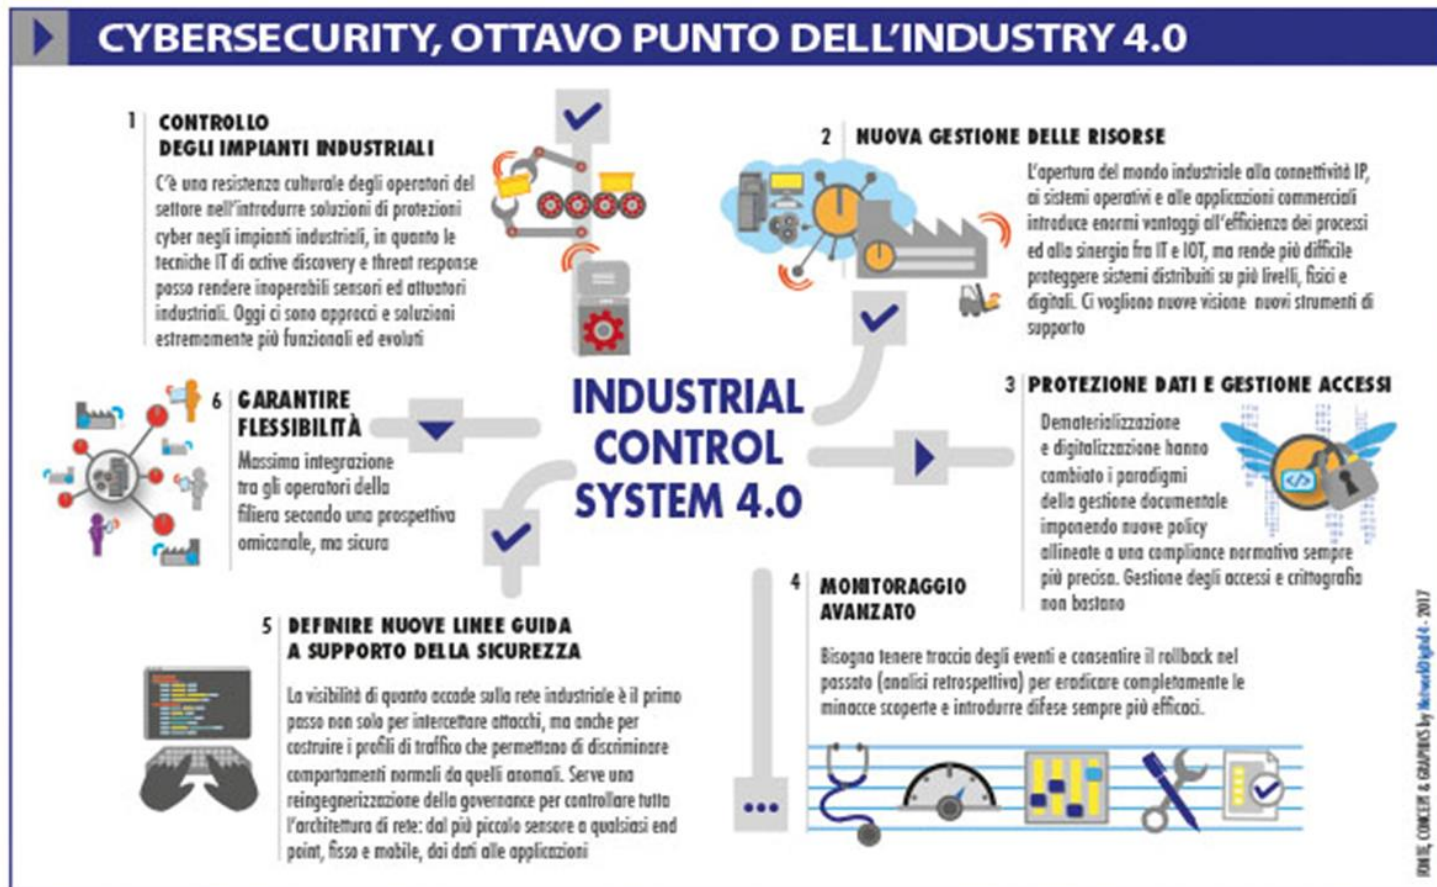 CYBERSECURITY, OTTAVO PUNTO DELL'INDUSTRY 4.0
1 CONTROLLO
DEGLI IMPIANTI INDUSTRIALI
C'è una resistenza culturale degli operatori del
settore nell'introdurre soluzioni di protezioni
cyber negli impianti industriali, in quanto le
tecniche IT di active discovery e threat response
posso rendere inoperabili sensori ed attuatori
industriali. Oggi ci sono approcci e soluzioni
estremamente più funzionali ed evoluti
2 NUOVA GESTIONE DELLE RISORSE
L'apertura del mondo industriale alla connettività IP,
ai sistemi operativi e alle applicazioni commerciali
introduce enormi vantaggi all'efficienza dei processi
ed alla sinergia fra IT e IOT, ma rende più difficile
proteggere sistemi distribuiti su più livelli, fisici e
digitali. Ci vogliono nuove visione nuovi strumenti di
supporto
INDUSTRIAL
CONTROL
SYSTEM 4.0
3 PROTEZIONE DATI E GESTIONE ACCESSI
Dematerializzazione
e digitalizzazione hanno
cambiato i paradigmi
della gestione documentale
imponendo nuove policy
allineate a una compliance normativa sempre
più precisa. Gestione degli accessi e crittografia
non bastano
</>
4 MONITORAGGIO
AVANZATO
Bisogna tenere traccia degli eventi e consentire il rollback nel
passato (analisi retrospettiva) per eradicare completamente le
minacce scoperte e introdurre difese sempre più efficaci.
5 DEFINIRE NUOVE LINEE GUIDA
A SUPPORTO DELLA SICUREZZA
La visibilità di quanto accade sulla rete industriale è il primo
passo non solo per intercettare attacchi, ma anche per
costruire i profili di traffico che permettano di discriminare
comportamenti normali da quelli anomali. Serve una
reingegnerizzazione della governance per controllare tutta
l'architettura di rete: dal più piccolo sensore a qualsiasi end
point, fisso e mobile, dai dati alle applicazioni
6 GARANTIRE
FLESSIBILITÀ
Massima integrazione
tra gli operatori della
filiera secondo una prospettiva
omicanale, ma sicura
FONTE, CONCEPT & GRAPHICS by NetworkDigital4 - 2017